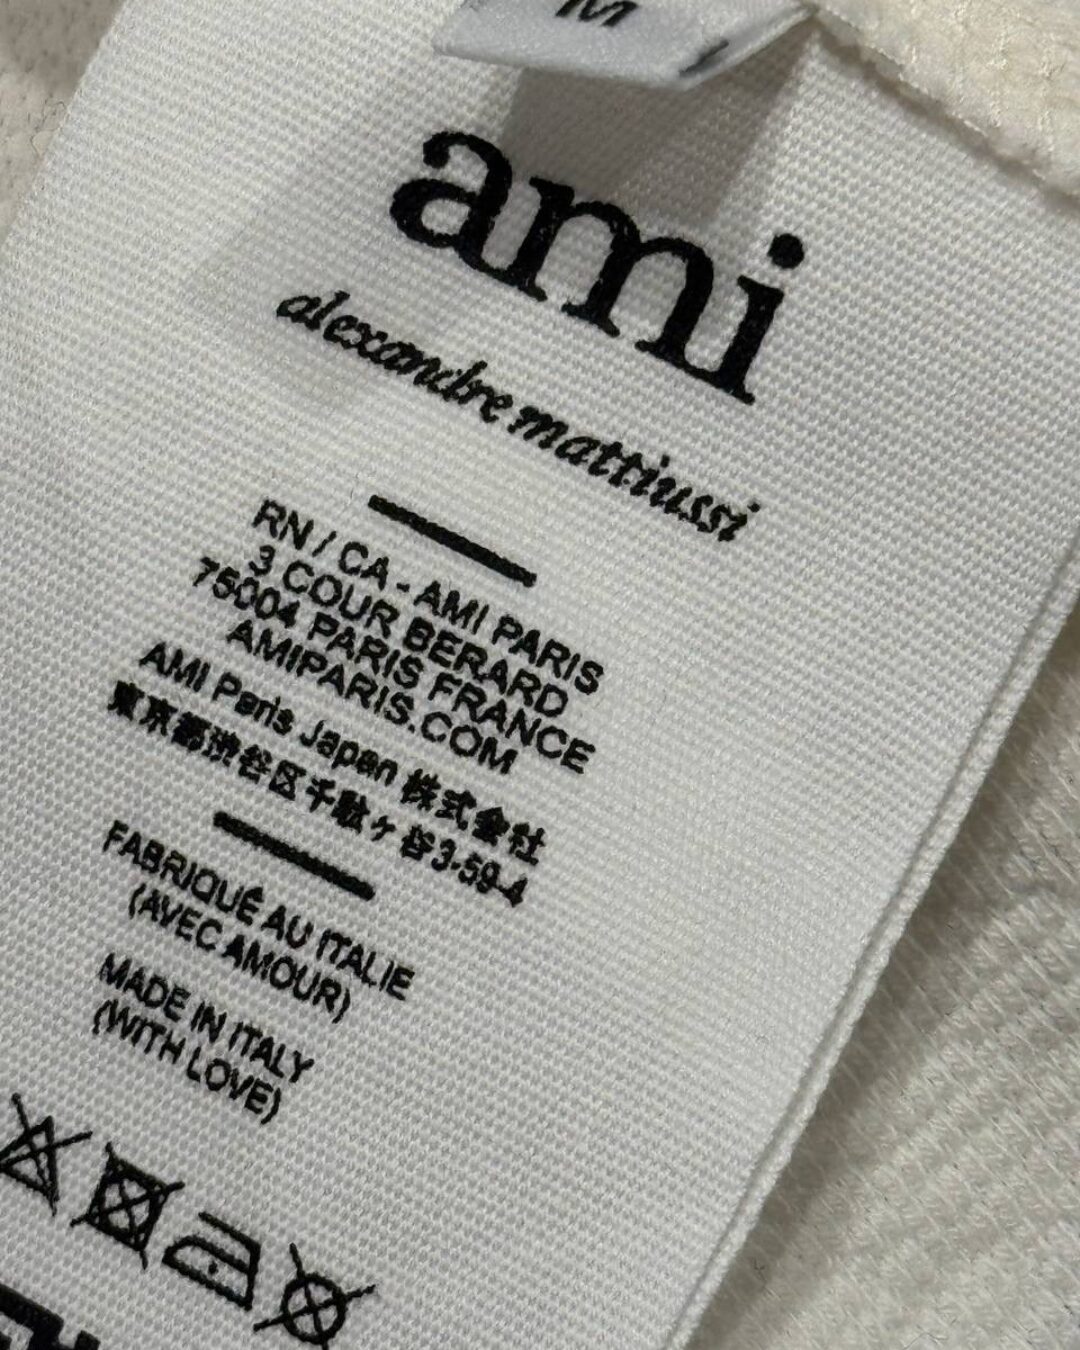 M
ami
alexandre mattiussi
RN / CA - AMI PARIS
3 COUR BERARD
75004 PARIS FRANCE
AMIPARIS.COM
AMI Paris Japan 株式会社
東京都渋谷区千駄ヶ谷3-59-4
FABRIQUÉ AU ITALIE
(AVEC AMOUR)
MADE IN ITALY
(WITH LOVE)